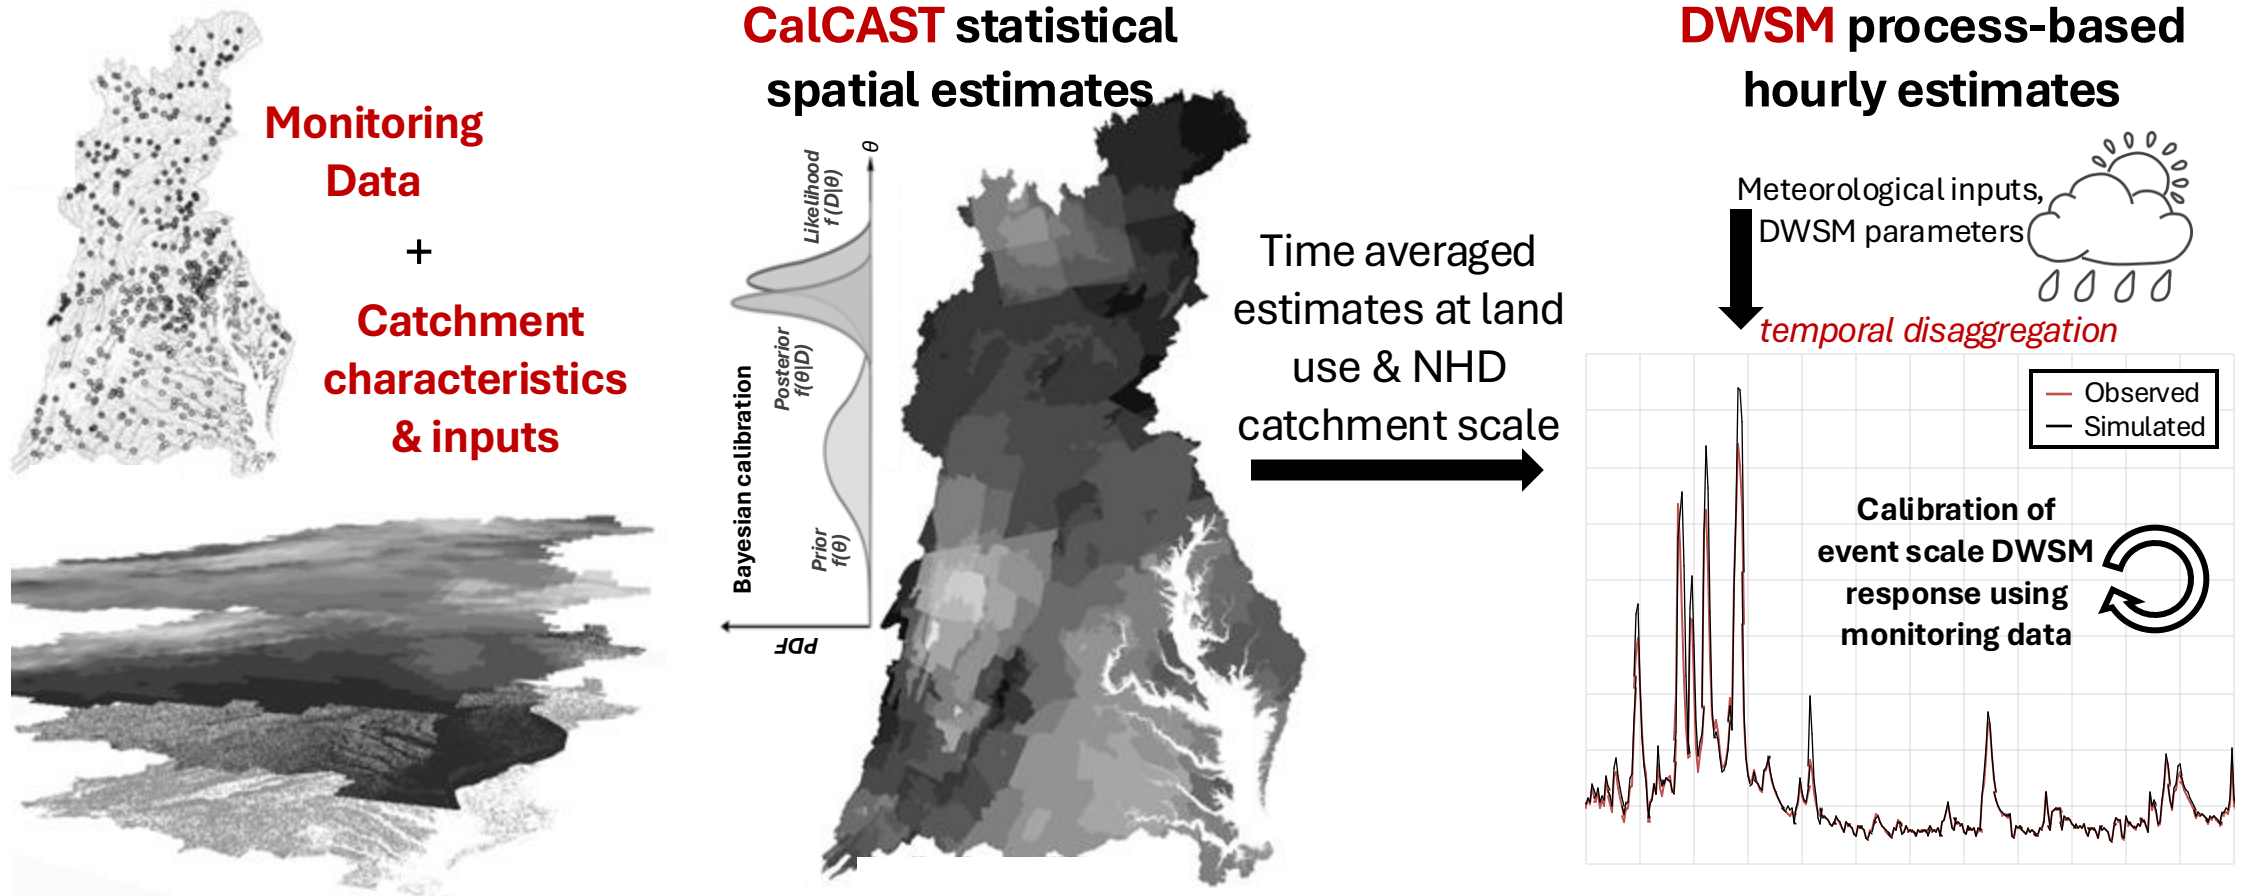 Monitoring
Data
+
Catchment
characteristics
& inputs
CalCAST statistical
spatial estimates
θ
Likelihood
f (D|θ)
Posterior
f(θ|D)
Prior
f(θ)
Bayesian calibration
PDF
Time averaged
estimates at land
use & NHD
catchment scale
DWSM process-based
hourly estimates
Meteorological inputs,
DWSM parameters
temporal disaggregation
Observed
Simulated
Calibration of
event scale DWSM
response using
monitoring data